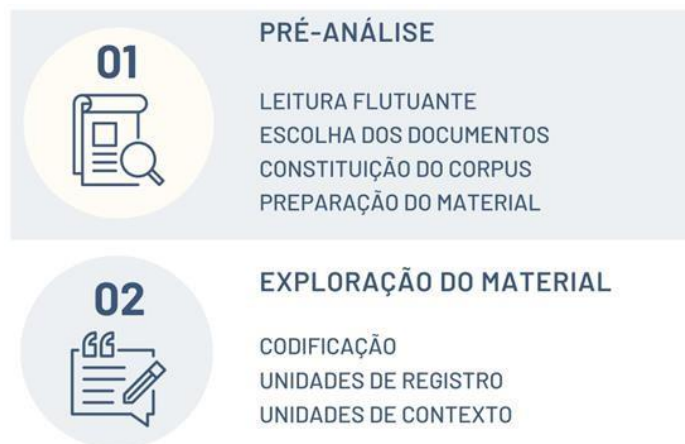 01
PRÉ-ANÁLISE
LEITURA FLUTUANTE
ESCOLHA DOS DOCUMENTOS
CONSTITUIÇÃO DO CORPUS
PREPARAÇÃO DO MATERIAL
02
EXPLORAÇÃO DO MATERIAL
CODIFICAÇÃO
UNIDADES DE REGISTRO
UNIDADES DE CONTEXTO